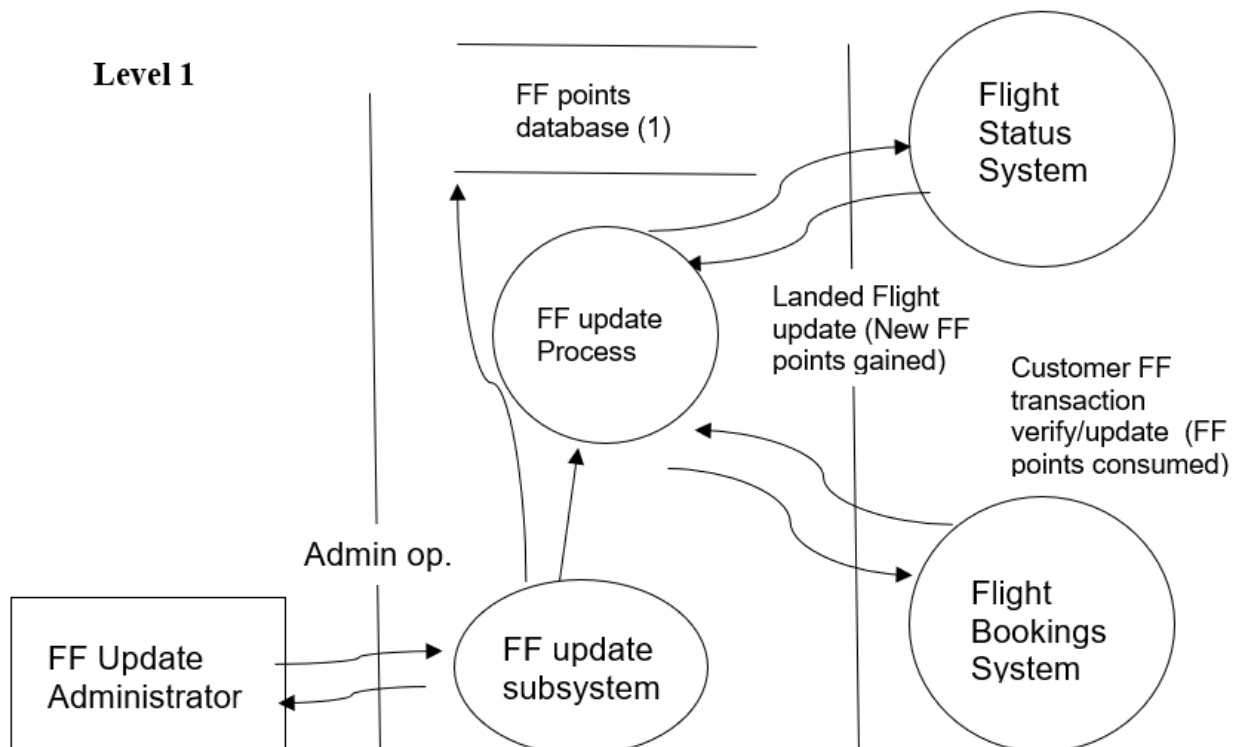 Level 1
FF points
database (1)
Flight
Status
System
FF update
Process
Landed Flight
update (New FF
points gained)
Customer FF
transaction
verify/update (FF
points consumed)
Admin op.
FF Update
Administrator
FF update
subsystem
Flight
Bookings
System